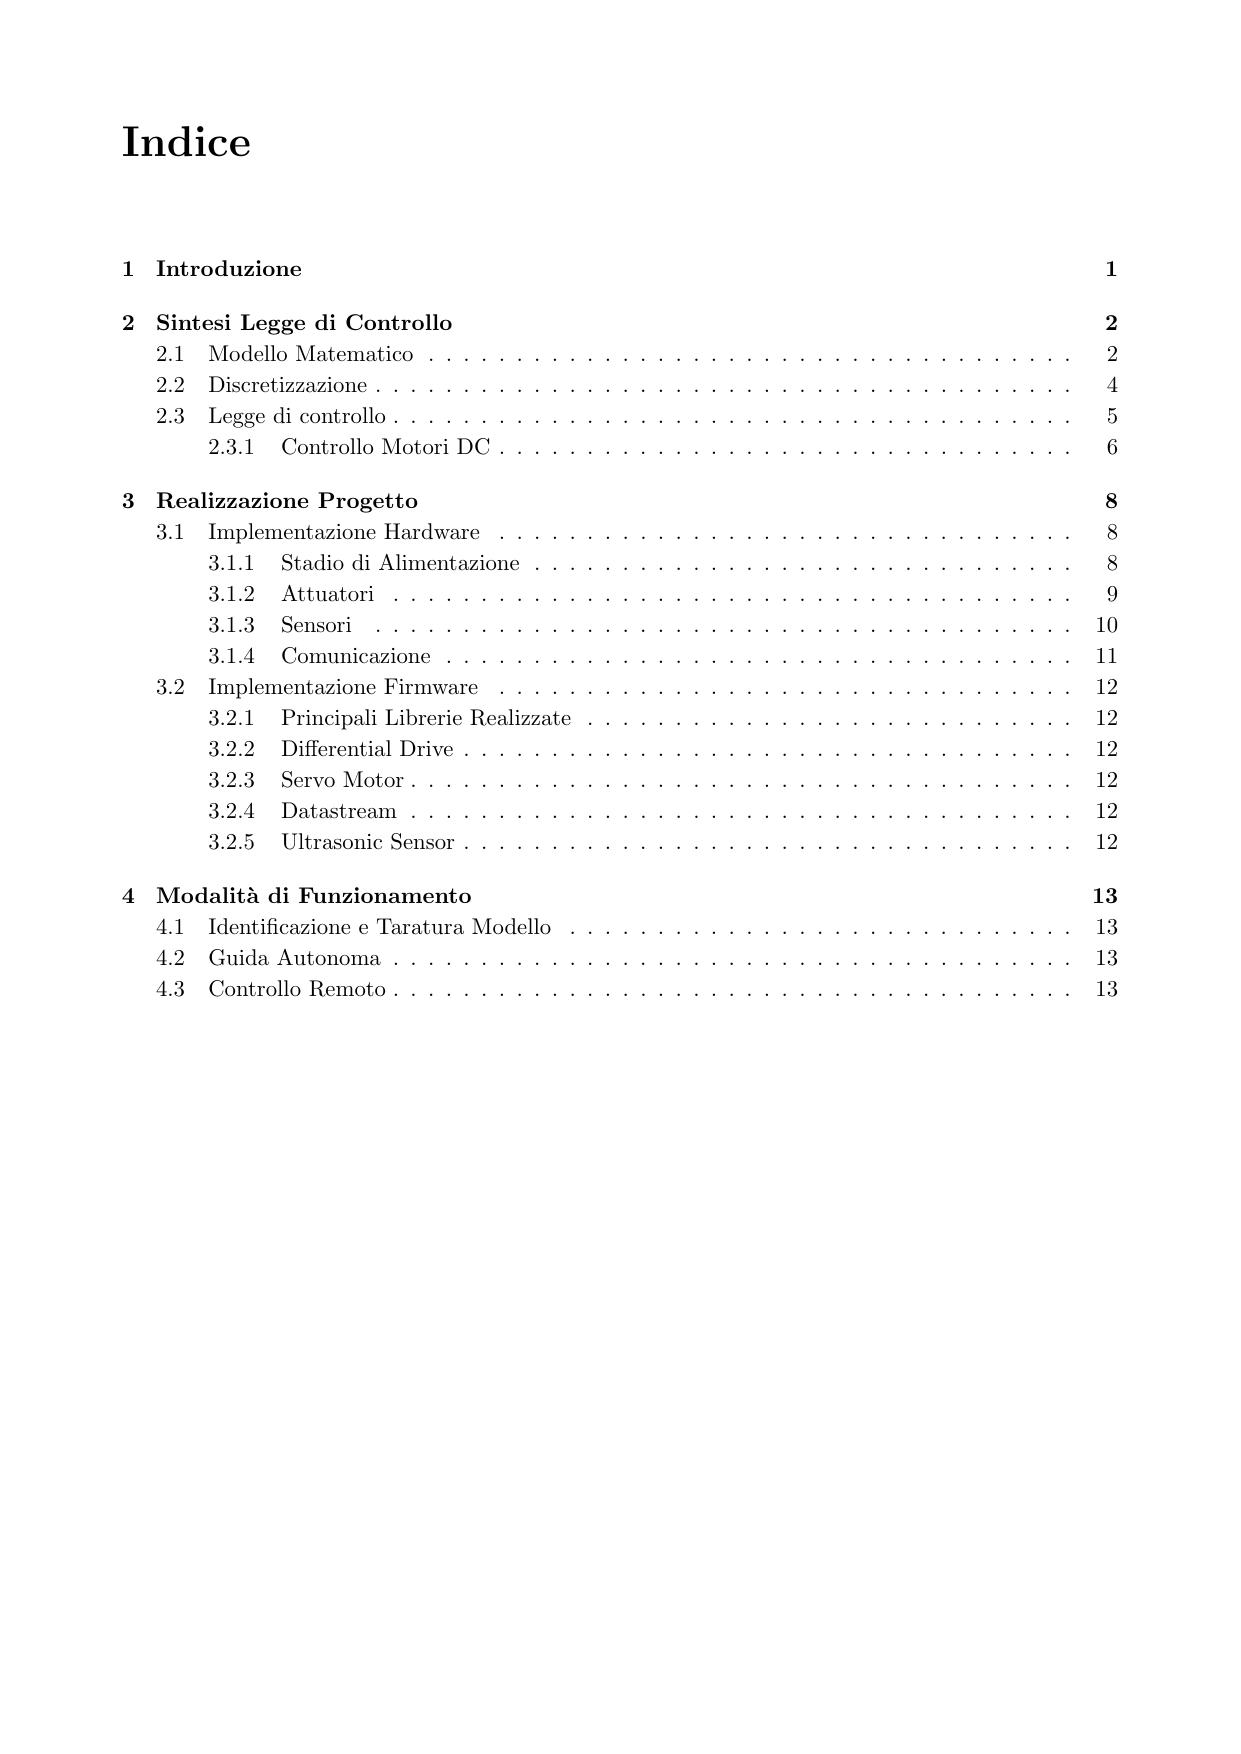 Indice
1 Introduzione 1
2 Sintesi Legge di Controllo 2
2.1 Modello Matematico . . . . . . . . . . . . . . . . . . . . . . . . . . . . . . . . . . . . . 2
2.2 Discretizzazione . . . . . . . . . . . . . . . . . . . . . . . . . . . . . . . . . . . . . . . . 4
2.3 Legge di controllo . . . . . . . . . . . . . . . . . . . . . . . . . . . . . . . . . . . . . . . 5
2.3.1 Controllo Motori DC . . . . . . . . . . . . . . . . . . . . . . . . . . . . . . . . . 6
3 Realizzazione Progetto 8
3.1 Implementazione Hardware . . . . . . . . . . . . . . . . . . . . . . . . . . . . . . . . . 8
3.1.1 Stadio di Alimentazione . . . . . . . . . . . . . . . . . . . . . . . . . . . . . . . 8
3.1.2 Attuatori . . . . . . . . . . . . . . . . . . . . . . . . . . . . . . . . . . . . . . . 9
3.1.3 Sensori . . . . . . . . . . . . . . . . . . . . . . . . . . . . . . . . . . . . . . . . 10
3.1.4 Comunicazione . . . . . . . . . . . . . . . . . . . . . . . . . . . . . . . . . . . . 11
3.2 Implementazione Firmware . . . . . . . . . . . . . . . . . . . . . . . . . . . . . . . . . 12
3.2.1 Principali Librerie Realizzate . . . . . . . . . . . . . . . . . . . . . . . . . . . . 12
3.2.2 Differential Drive . . . . . . . . . . . . . . . . . . . . . . . . . . . . . . . . . . . 12
3.2.3 Servo Motor . . . . . . . . . . . . . . . . . . . . . . . . . . . . . . . . . . . . . . 12
3.2.4 Datastream . . . . . . . . . . . . . . . . . . . . . . . . . . . . . . . . . . . . . . 12
3.2.5 Ultrasonic Sensor . . . . . . . . . . . . . . . . . . . . . . . . . . . . . . . . . . . 12
4 Modalità di Funzionamento 13
4.1 Identificazione e Taratura Modello . . . . . . . . . . . . . . . . . . . . . . . . . . . . . 13
4.2 Guida Autonoma . . . . . . . . . . . . . . . . . . . . . . . . . . . . . . . . . . . . . . . 13
4.3 Controllo Remoto . . . . . . . . . . . . . . . . . . . . . . . . . . . . . . . . . . . . . . . 13